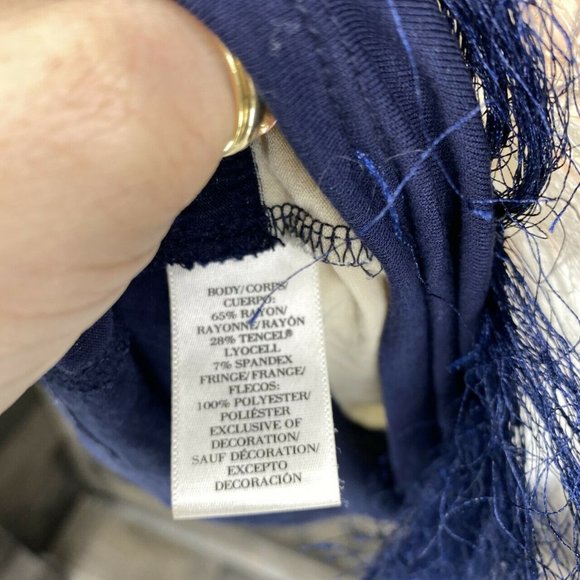 BODY/CORPS/
CUERPO:
65% RAYON/
RAYONNE/RAYÓN
28% TENCEL®
LYOCELL
7% SPANDEX
FRINGE/FRANGE/
FLECOS:
100% POLYESTER/
POLIÉSTER
EXCLUSIVE OF
DECORATION/
SAUF DÉCORATION/
EXCEPTO
DECORACIÓN